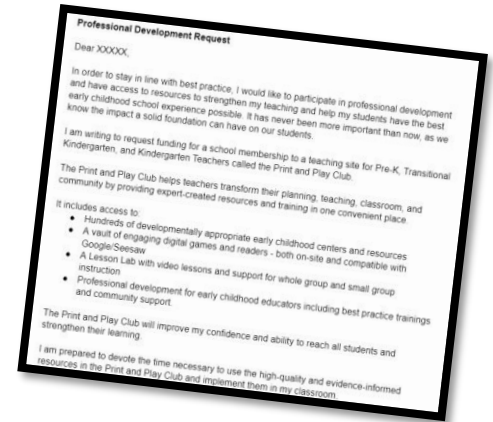 Professional Development Request
Dear XXXXX,
In order to stay in line with best practice, I would like to participate in professional development
and have access to resources to strengthen my teaching and help my students have the best
early childhood school experience possible. It has never been more important than now, as we
know the impact a solid foundation can have on our students.
I am writing to request funding for a school membership to a teaching site for Pre-K, Transitional
Kindergarten, and Kindergarten Teachers called the Print and Play Club.
The Print and Play Club helps teachers transform their planning, teaching, classroom, and
community by providing expert-created resources and training in one convenient place.
It includes access to:
• Hundreds of developmentally appropriate early childhood centers and resources
• A vault of engaging digital games and readers - both on-site and compatible with
Google/Seesaw
• A Lesson Lab with video lessons and support for whole group and small group
instruction
• Professional development for early childhood educators including best practice trainings
and community support.
The Print and Play Club will improve my confidence and ability to reach all students and
strengthen their learning.
I am prepared to devote the time necessary to use the high-quality and evidence-informed
resources in the Print and Play Club and implement them in my classroom.